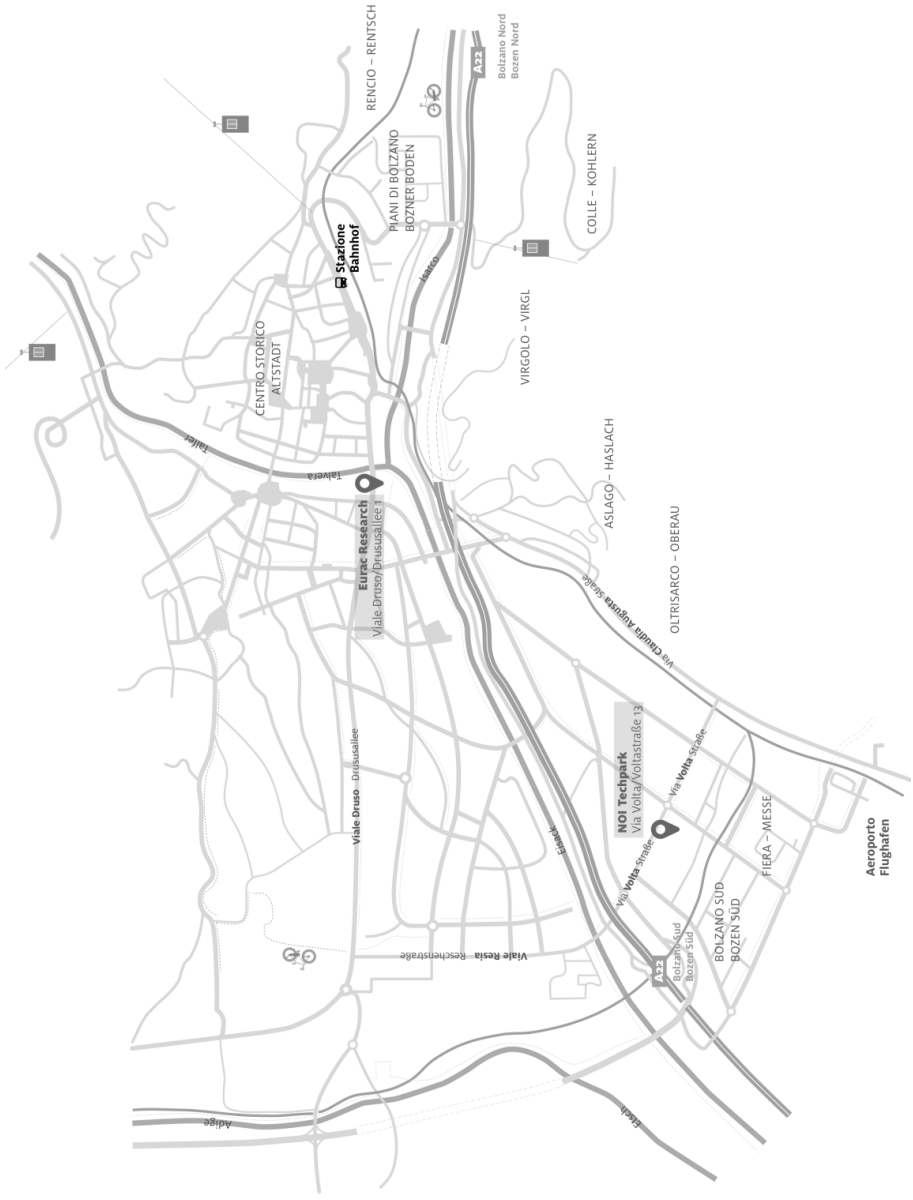 RENCIO – RENTSCH
A22
Bolzano Nord
Bozen Nord
PIANI DI BOLZANO
BOZNER BODEN
COLLE – KOHLERN
Stazione
Bahnhof
Isarco
VIRGOLO – VIRGL
CENTRO STORICO
ALTSTADT
Talfer
Talvera
Eurac Research
Viale Druso/Drususallee 1
ASLAGO – HASLACH
OLTRISARCO – OBERAU
Via Claudia Augusta Straße
Viale Druso Drususallee
NOI Techpark
Via Volta/Voltastraße 13
Via Volta Straße
Via Volta Straße
Eisack
FIERA – MESSE
Aeroporto
Flughafen
BOLZANO SUD
BOZEN SÜD
Viale Resia Reschenstraße
A22
Bolzano Sud
Bozen Süd
Adige
Etsch